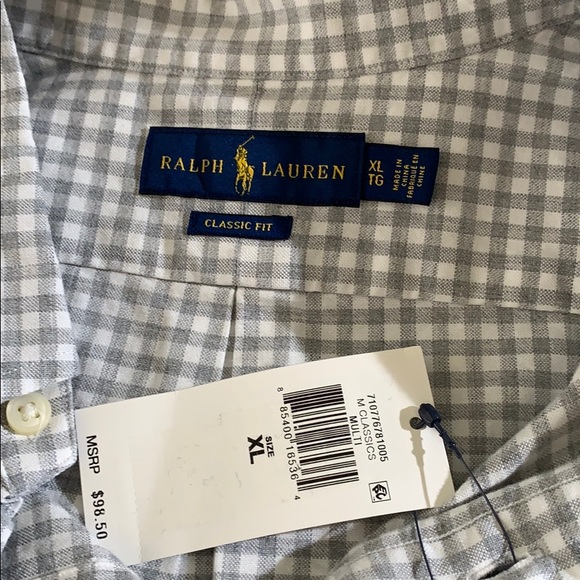 RALPH LAUREN
XL
TG
MADE IN
CHINA
FABRIQUÉ EN
CHINE
CLASSIC FIT
710776781005
M CLASSICS
MULTI
8 85400 16536 4
SIZE
XL
MSRP $98.50